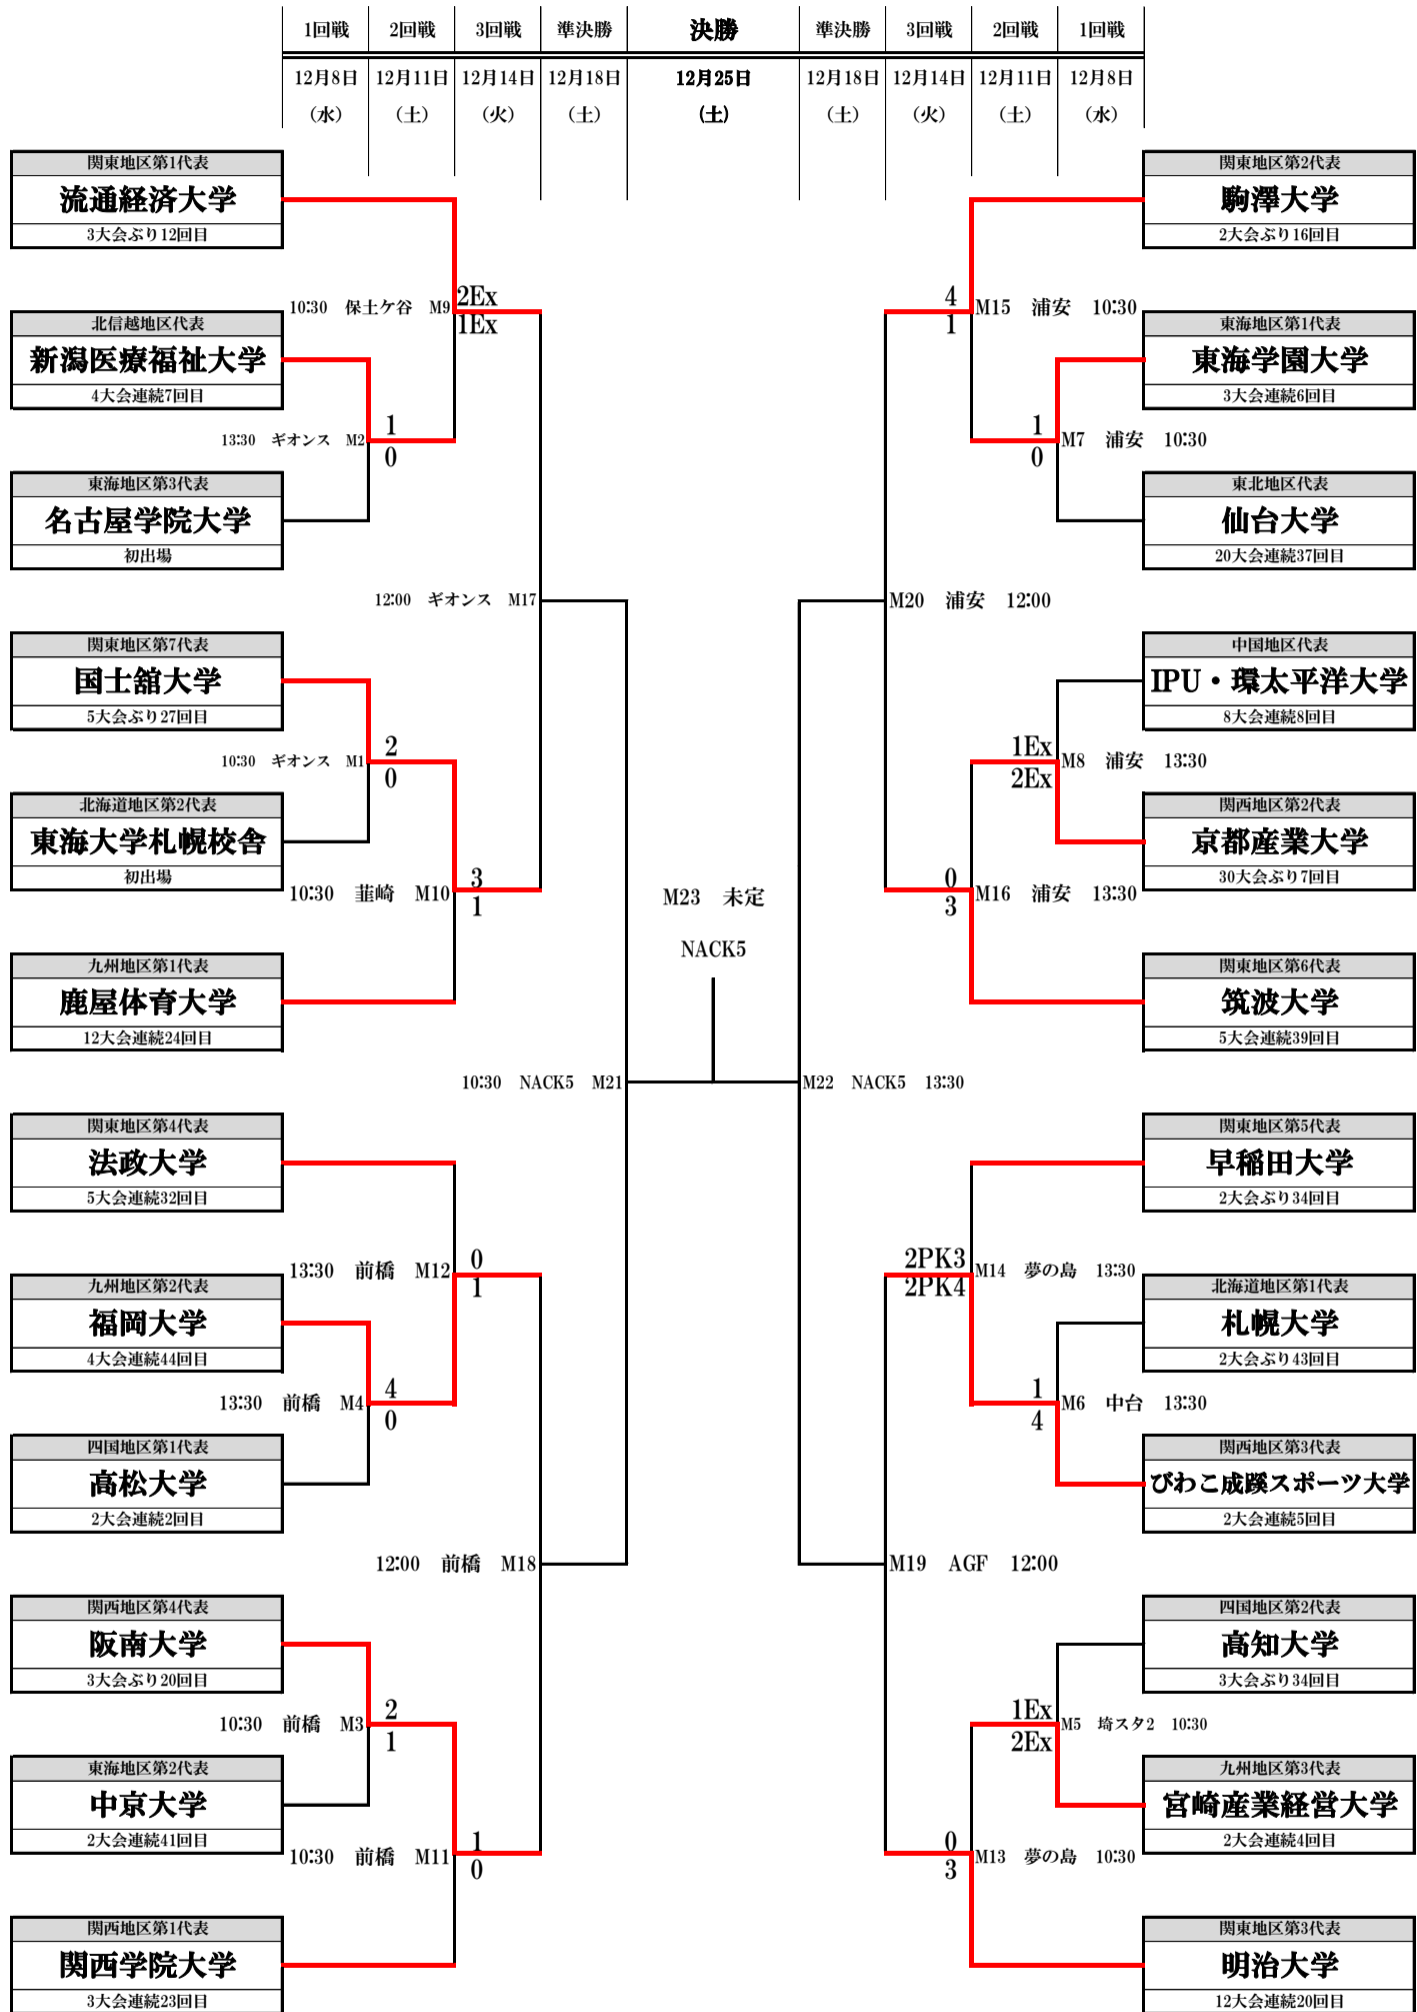 1回戦 2回戦 3回戦 準決勝 決勝 準決勝 3回戦 2回戦 1回戦
12月8日 12月11日 12月14日 12月18日 12月25日 12月18日 12月14日 12月11日 12月8日
（水） （土） （火） （土） （土） （土） （火） （土） （水）
関東地区第1代表
流通経済大学
3大会ぶり12回目
10:30 保土ケ谷 M9
2Ex
1Ex
北信越地区代表
新潟医療福祉大学
4大会連続7回目
13:30 ギオンス M2
1
0
東海地区第3代表
名古屋学院大学
初出場
12:00 ギオンス M17
関東地区第7代表
国士舘大学
5大会ぶり27回目
10:30 ギオンス M1
2
0
北海道地区第2代表
東海大学札幌校舎
初出場
10:30 韮崎 M10
3
1
九州地区第1代表
鹿屋体育大学
12大会連続24回目
10:30 NACK5 M21
関東地区第4代表
法政大学
5大会連続32回目
13:30 前橋 M12
0
1
九州地区第2代表
福岡大学
4大会連続44回目
13:30 前橋 M4
4
0
四国地区第1代表
高松大学
2大会連続2回目
12:00 前橋 M18
関西地区第4代表
阪南大学
3大会ぶり20回目
10:30 前橋 M3
2
1
東海地区第2代表
中京大学
2大会連続41回目
10:30 前橋 M11
1
0
関西地区第1代表
関西学院大学
3大会連続23回目
M23 未定
NACK5
関東地区第2代表
駒澤大学
2大会ぶり16回目
4
1
M15 浦安 10:30
東海地区第1代表
東海学園大学
3大会連続6回目
1
0
M7 浦安 10:30
東北地区代表
仙台大学
20大会連続37回目
M20 浦安 12:00
中国地区代表
IPU・環太平洋大学
8大会連続8回目
1Ex
2Ex
M8 浦安 13:30
関西地区第2代表
京都産業大学
30大会ぶり7回目
0
3
M16 浦安 13:30
関東地区第6代表
筑波大学
5大会連続39回目
M22 NACK5 13:30
関東地区第5代表
早稲田大学
2大会ぶり34回目
2PK3
2PK4
M14 夢の島 13:30
北海道地区第1代表
札幌大学
2大会ぶり43回目
1
4
M6 中台 13:30
関西地区第3代表
びわこ成蹊スポーツ大学
2大会連続5回目
M19 AGF 12:00
四国地区第2代表
高知大学
3大会ぶり34回目
1Ex
2Ex
M5 埼スタ2 10:30
九州地区第3代表
宮崎産業経営大学
2大会連続4回目
0
3
M13 夢の島 10:30
関東地区第3代表
明治大学
12大会連続20回目